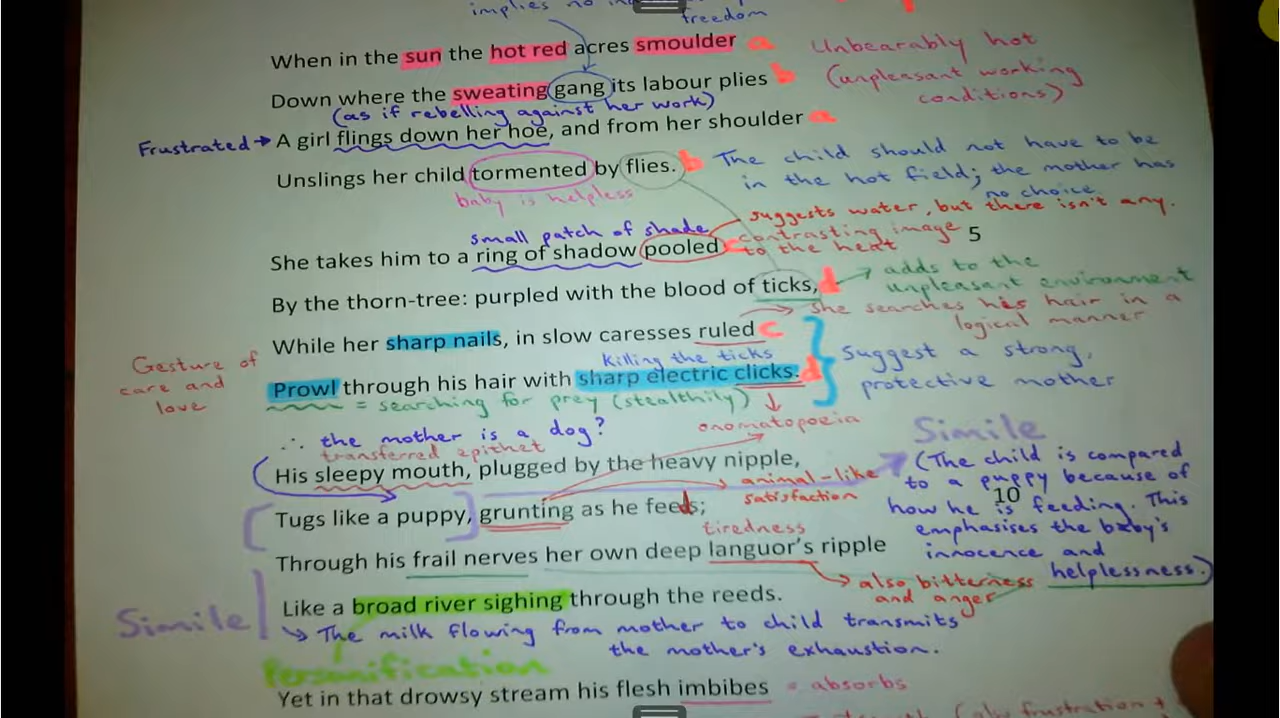 implies no
freedom
When in the sun the hot red acres smoulder a Unbearably hot
Down where the sweating gang its labour plies b (unpleasant working
conditions)
(as if rebelling against her work)
Frustrated → A girl flings down her hoe, and from her shoulder a
Unslings her child tormented by flies. b The child should not have to be
in the hot field; the mother has
no choice.
baby is helpless
suggests water, but there isn't any.
small patch of shade
contrasting image
to the heat
She takes him to a ring of shadow pooled c 5
By the thorn-tree: purpled with the blood of ticks, d → adds to the
unpleasant environment
she searches his hair in a
logical manner
While her sharp nails, in slow caresses ruled c
Gesture of
care and
love
killing the ticks
Prowl through his hair with sharp electric clicks. d
suggest a strong,
protective mother
= searching for prey (stealthily)
onomatopoeia
∴ the mother is a dog?
transferred epithet
His sleepy mouth, plugged by the heavy nipple,
Simile
(The child is compared
to a puppy because of
how he is feeding. This
emphasises the baby's
innocence and
helplessness.)
animal-like
satisfaction
10
Tugs like a puppy, grunting as he feeds;
tiredness
Through his frail nerves her own deep languor's ripple
also bitterness
and anger
Like a broad river sighing through the reeds.
Simile
↳ The milk flowing from mother to child transmits
the mother's exhaustion.
Personification
Yet in that drowsy stream his flesh imbibes = absorbs